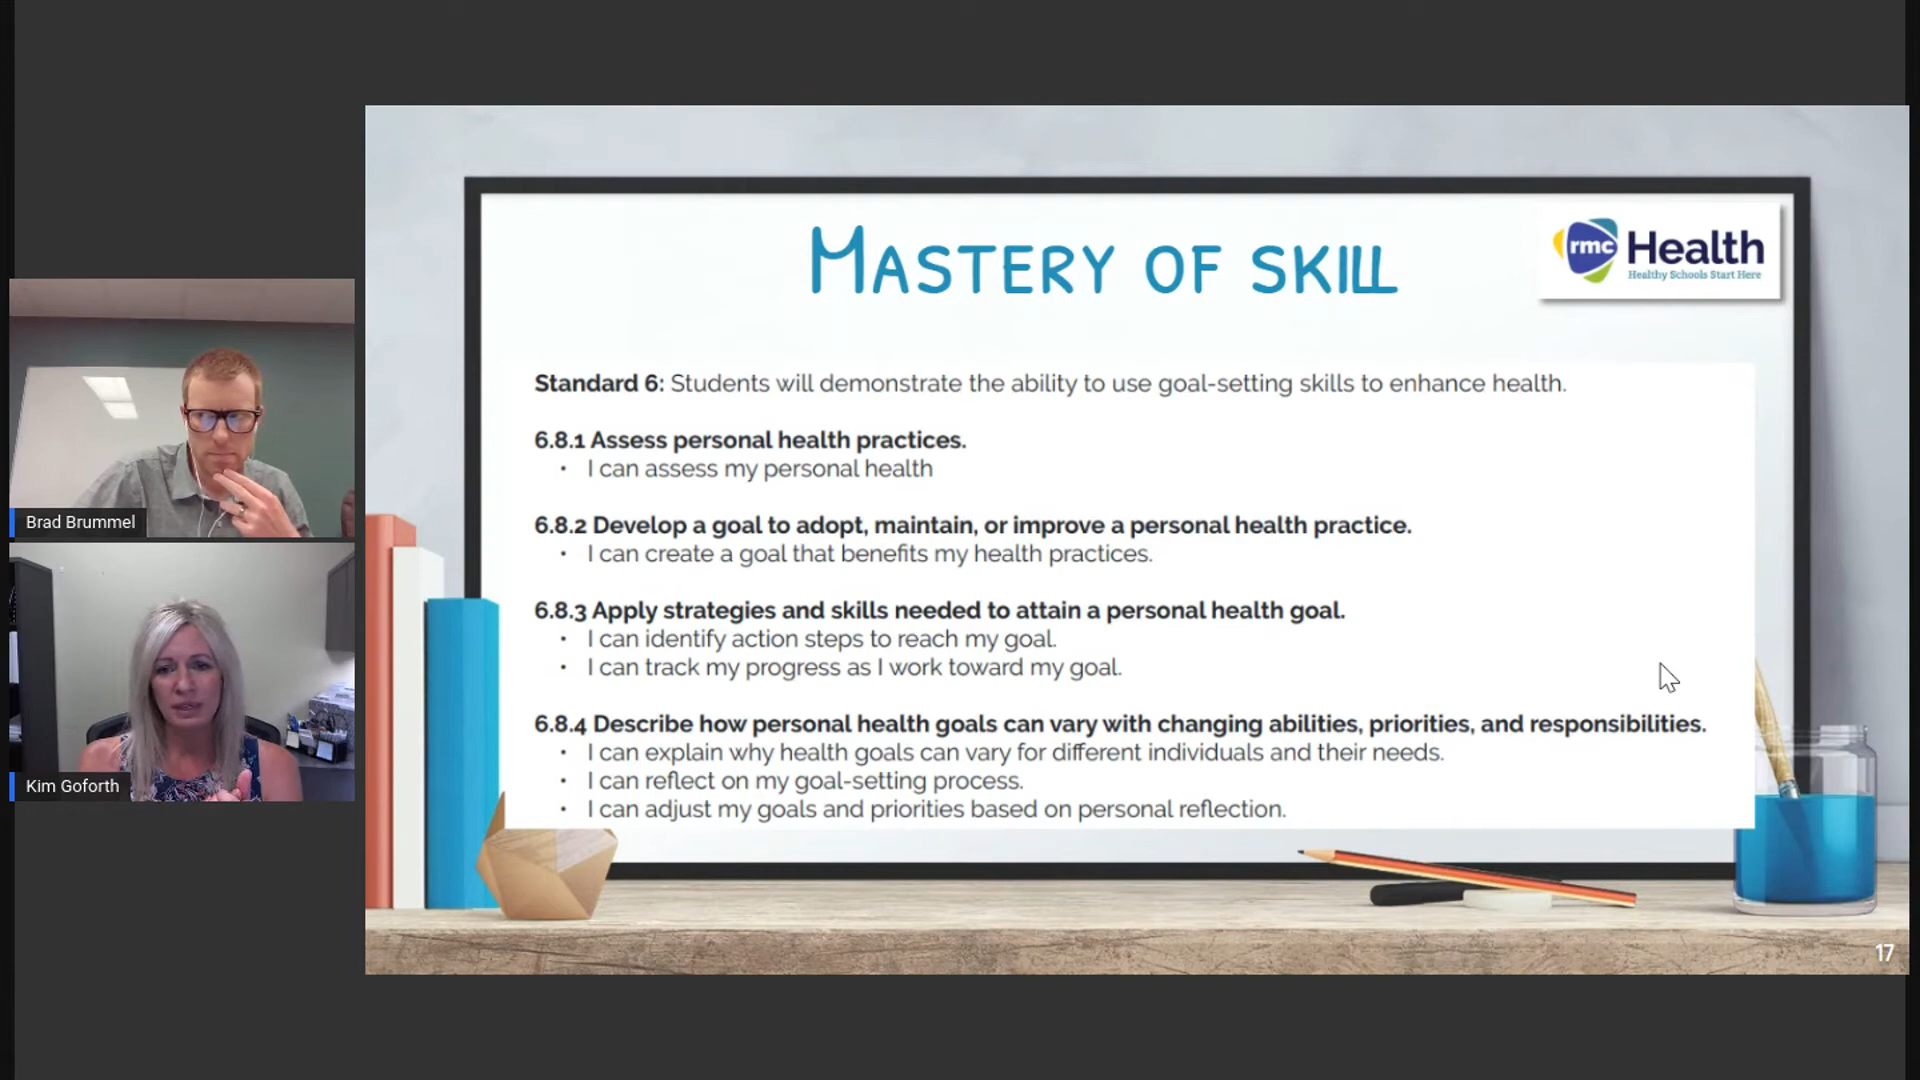 MASTERY OF SKILL
rmc Health
Healthy Schools Start Here
Standard 6: Students will demonstrate the ability to use goal-setting skills to enhance health.
6.8.1 Assess personal health practices.
• I can assess my personal health
6.8.2 Develop a goal to adopt, maintain, or improve a personal health practice.
• I can create a goal that benefits my health practices.
6.8.3 Apply strategies and skills needed to attain a personal health goal.
• I can identify action steps to reach my goal.
• I can track my progress as I work toward my goal.
6.8.4 Describe how personal health goals can vary with changing abilities, priorities, and responsibilities.
• I can explain why health goals can vary for different individuals and their needs.
• I can reflect on my goal-setting process.
• I can adjust my goals and priorities based on personal reflection.
17
Brad Brummel
Kim Goforth